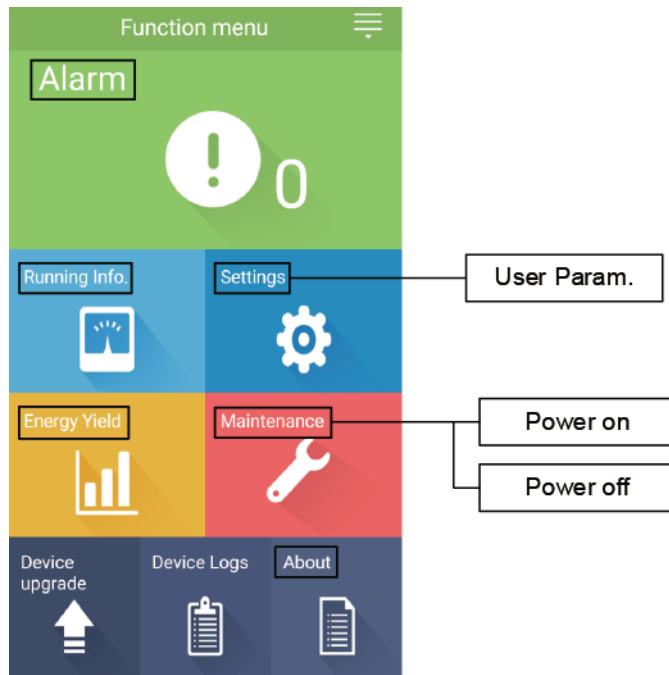 Function menu
Alarm
0
Running Info.
Settings
User Param.
Energy Yield
Maintenance
Power on
Power off
Device
upgrade
Device Logs
About